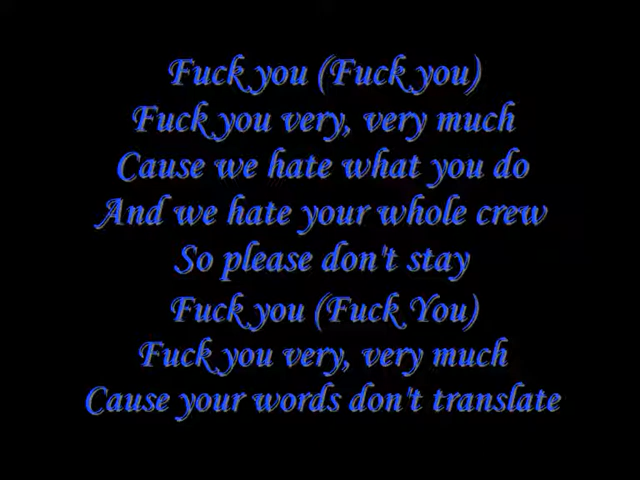 Fuck you (Fuck you)
Fuck you very, very much
Cause we hate what you do
And we hate your whole crew
So please don't stay
Fuck you (Fuck You)
Fuck you very, very much
Cause your words don't translate